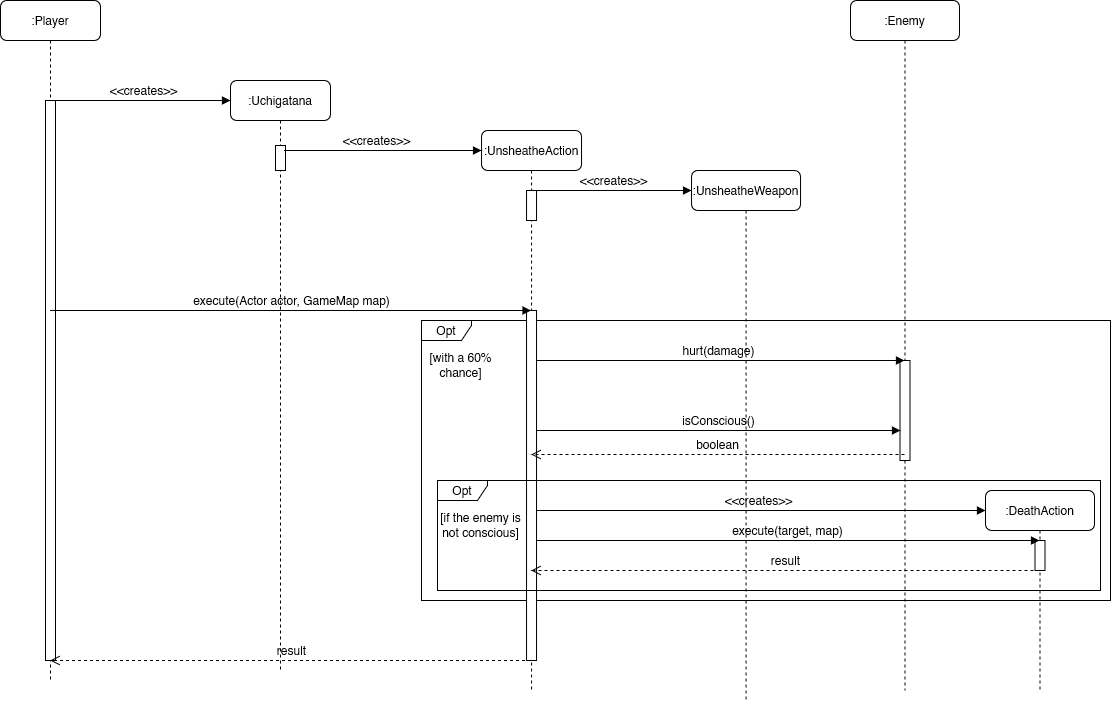 :Player
:Enemy
<<creates>>
:Uchigatana
<<creates>>
:UnsheatheAction
<<creates>>
:UnsheatheWeapon
execute(Actor actor, GameMap map)
Opt
[with a 60%
chance]
hurt(damage)
isConscious()
boolean
Opt
[if the enemy is
not conscious]
<<creates>>
:DeathAction
execute(target, map)
result
result